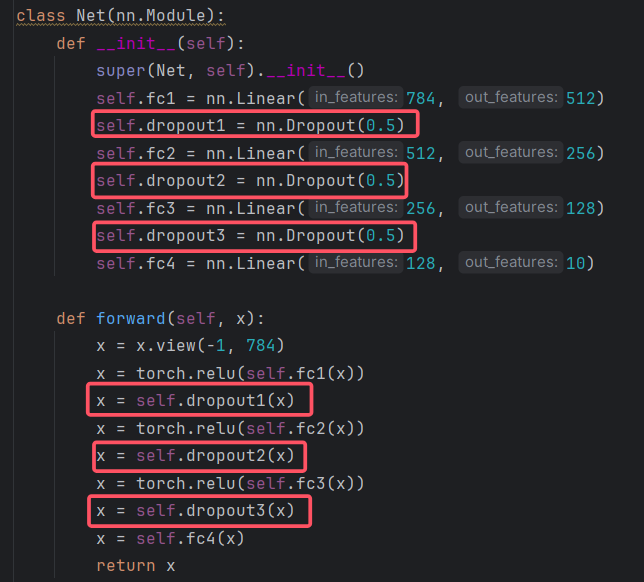 class Net(nn.Module):
    def __init__(self):
        super(Net, self).__init__()
        self.fc1 = nn.Linear( in_features: 784,  out_features: 512)
        self.dropout1 = nn.Dropout(0.5)
        self.fc2 = nn.Linear( in_features: 512,  out_features: 256)
        self.dropout2 = nn.Dropout(0.5)
        self.fc3 = nn.Linear( in_features: 256,  out_features: 128)
        self.dropout3 = nn.Dropout(0.5)
        self.fc4 = nn.Linear( in_features: 128,  out_features: 10)
    def forward(self, x):
        x = x.view(-1, 784)
        x = torch.relu(self.fc1(x))
        x = self.dropout1(x)
        x = torch.relu(self.fc2(x))
        x = self.dropout2(x)
        x = torch.relu(self.fc3(x))
        x = self.dropout3(x)
        x = self.fc4(x)
        return x